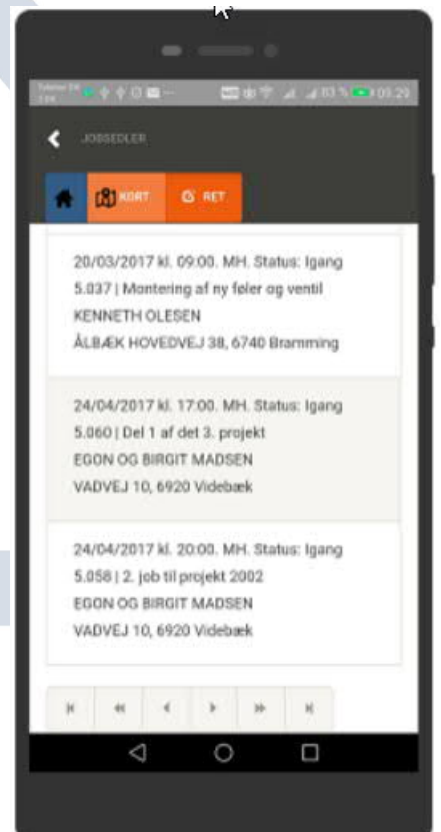 83 % 09.29
JOBSEDLER
KORT RET
20/03/2017 kl. 09:00. MH. Status: Igang
5.037 | Montering af ny føler og ventil
KENNETH OLESEN
ÅLBÆK HOVEDVEJ 38, 6740 Bramming
24/04/2017 kl. 17:00. MH. Status: Igang
5.060 | Del 1 af det 3. projekt
EGON OG BIRGIT MADSEN
VADVEJ 10, 6920 Videbæk
24/04/2017 kl. 20:00. MH. Status: Igang
5.058 | 2. job til projekt 2002
EGON OG BIRGIT MADSEN
VADVEJ 10, 6920 Videbæk